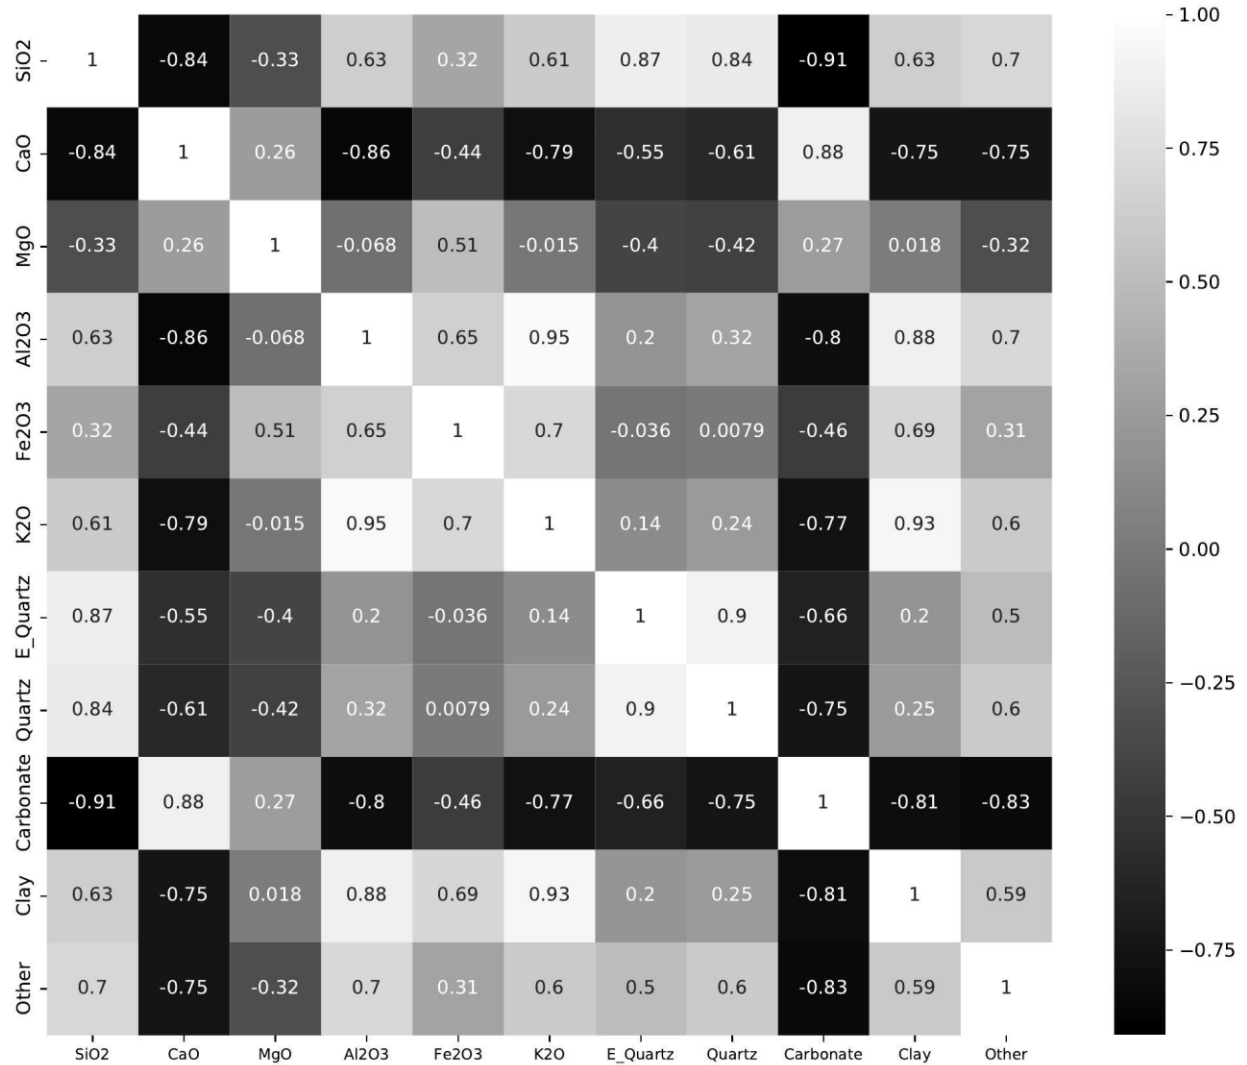 SiO2 1 -0.84 -0.33 0.63 0.32 0.61 0.87 0.84 -0.91 0.63 0.7
CaO -0.84 1 0.26 -0.86 -0.44 -0.79 -0.55 -0.61 0.88 -0.75 -0.75
MgO -0.33 0.26 1 -0.068 0.51 -0.015 -0.4 -0.42 0.27 0.018 -0.32
Al2O3 0.63 -0.86 -0.068 1 0.65 0.95 0.2 0.32 -0.8 0.88 0.7
Fe2O3 0.32 -0.44 0.51 0.65 1 0.7 -0.036 0.0079 -0.46 0.69 0.31
K2O 0.61 -0.79 -0.015 0.95 0.7 1 0.14 0.24 -0.77 0.93 0.6
E_Quartz 0.87 -0.55 -0.4 0.2 -0.036 0.14 1 0.9 -0.66 0.2 0.5
Quartz 0.84 -0.61 -0.42 0.32 0.0079 0.24 0.9 1 -0.75 0.25 0.6
Carbonate -0.91 0.88 0.27 -0.8 -0.46 -0.77 -0.66 -0.75 1 -0.81 -0.83
Clay 0.63 -0.75 0.018 0.88 0.69 0.93 0.2 0.25 -0.81 1 0.59
Other 0.7 -0.75 -0.32 0.7 0.31 0.6 0.5 0.6 -0.83 0.59 1
SiO2 CaO MgO Al2O3 Fe2O3 K2O E_Quartz Quartz Carbonate Clay Other
1.00
0.75
0.50
0.25
0.00
−0.25
−0.50
−0.75